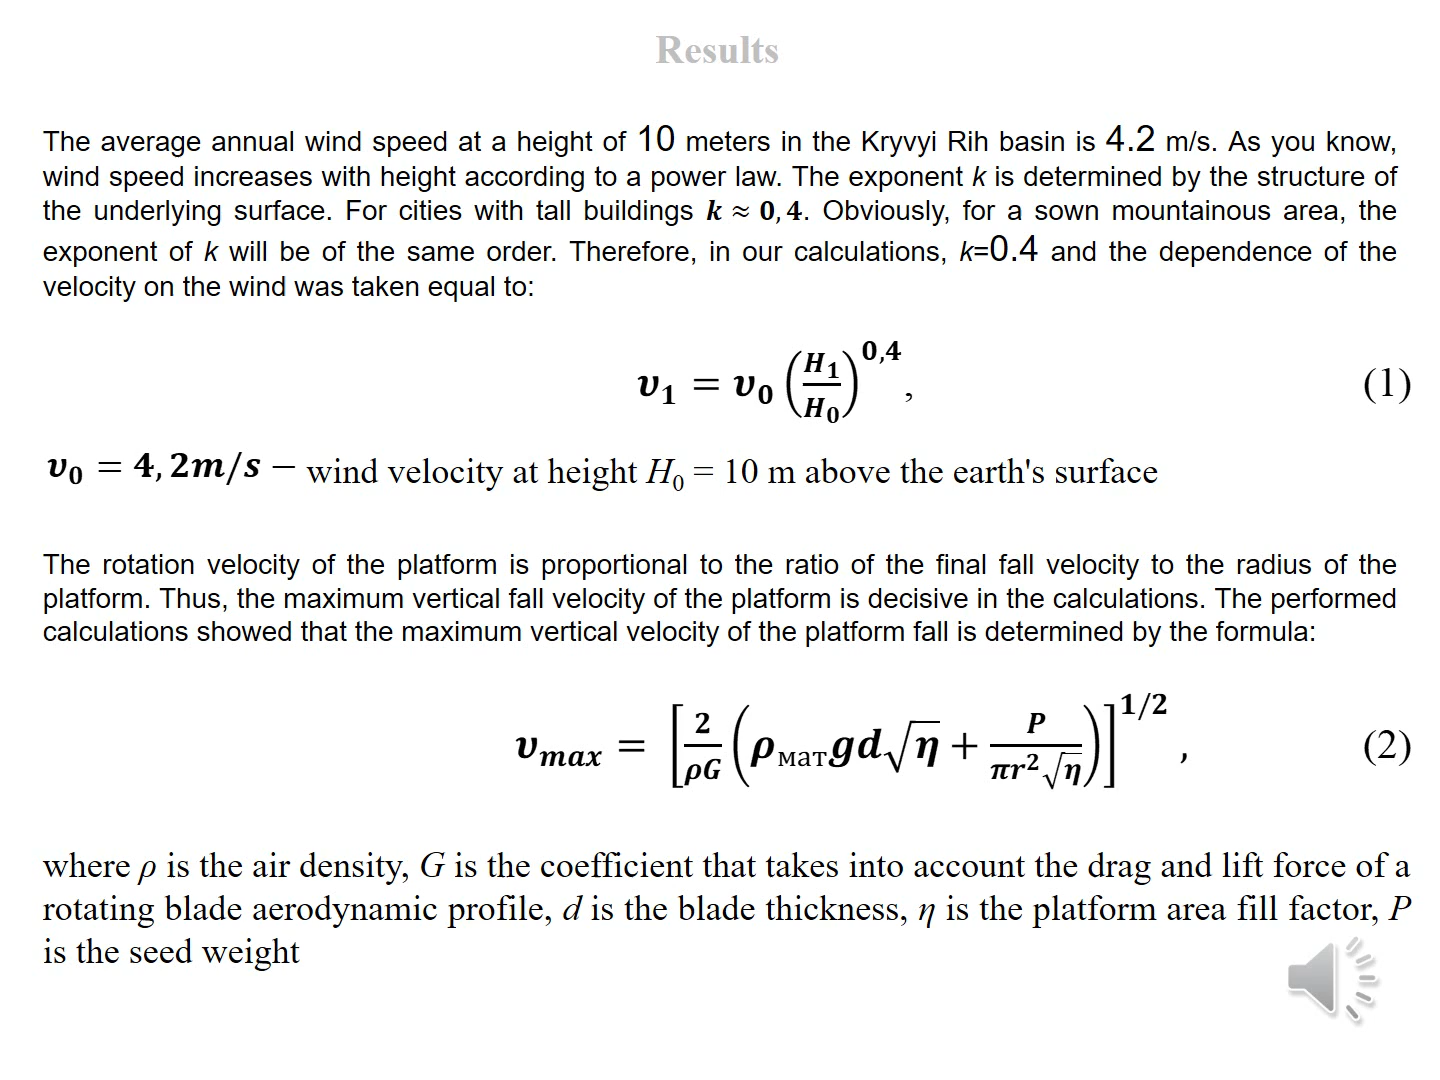 Results
The average annual wind speed at a height of 10 meters in the Kryvyi Rih basin is 4.2 m/s. As you know,
wind speed increases with height according to a power law. The exponent k is determined by the structure of
the underlying surface. For cities with tall buildings k ≈ 0,4. Obviously, for a sown mountainous area, the
exponent of k will be of the same order. Therefore, in our calculations, k=0.4 and the dependence of the
velocity on the wind was taken equal to:
υ₁ = υ₀ (H₁/H₀)^0,4, (1)
υ₀ = 4,2m/s − wind velocity at height H₀ = 10 m above the earth's surface
The rotation velocity of the platform is proportional to the ratio of the final fall velocity to the radius of the
platform. Thus, the maximum vertical fall velocity of the platform is decisive in the calculations. The performed
calculations showed that the maximum vertical velocity of the platform fall is determined by the formula:
υ_max = [2/ρG (ρ_мат gd√η + P/πr²√η)]^1/2 , (2)
where ρ is the air density, G is the coefficient that takes into account the drag and lift force of a
rotating blade aerodynamic profile, d is the blade thickness, η is the platform area fill factor, P
is the seed weight